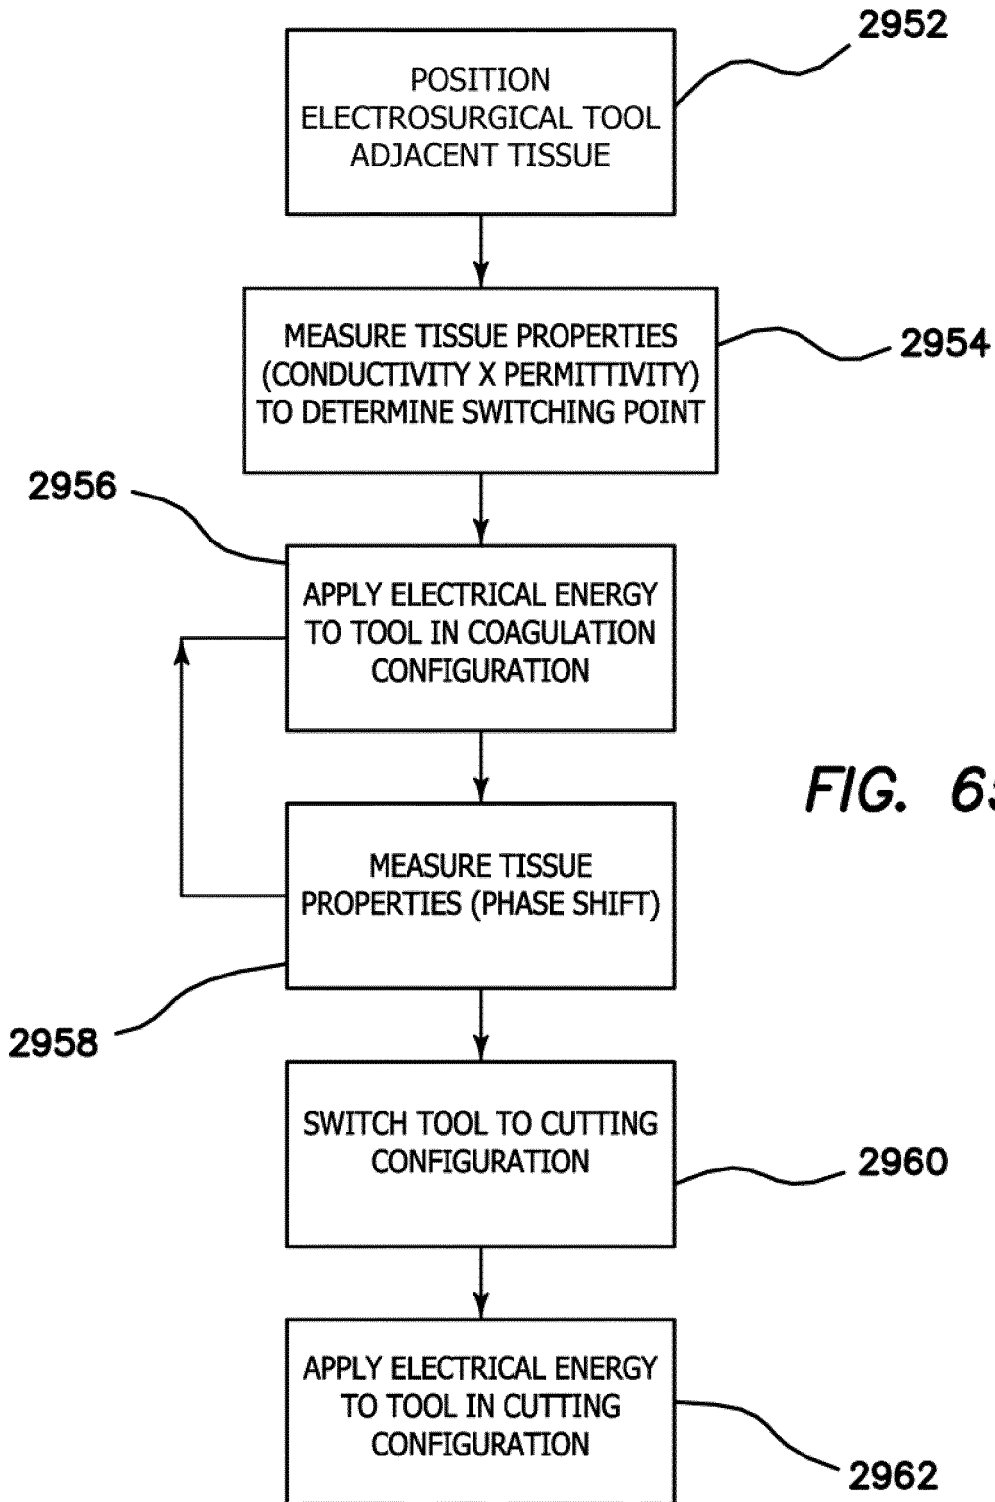 2952
POSITION
ELECTROSURGICAL TOOL
ADJACENT TISSUE
MEASURE TISSUE PROPERTIES
(CONDUCTIVITY X PERMITTIVITY)
TO DETERMINE SWITCHING POINT
2954
2956
APPLY ELECTRICAL ENERGY
TO TOOL IN COAGULATION
CONFIGURATION
FIG.
MEASURE TISSUE
PROPERTIES (PHASE SHIFT)
2958
SWITCH TOOL TO CUTTING
CONFIGURATION
2960
APPLY ELECTRICAL ENERGY
TO TOOL IN CUTTING
CONFIGURATION
2962